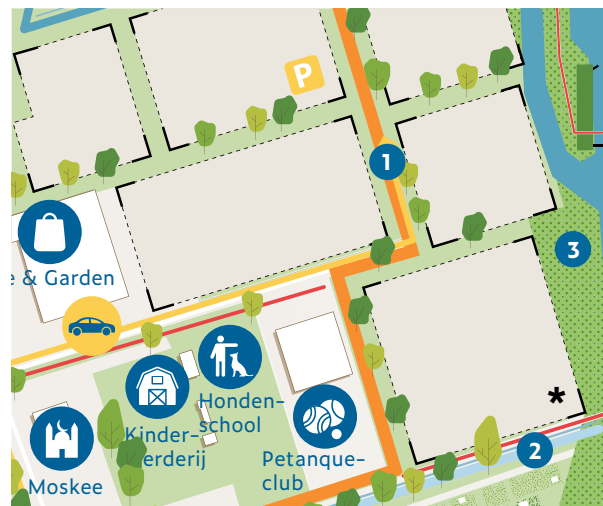 P
1
3
e & Garden
Honden-
school
Kinder-
erderij
Petanque-
club
*
2
Moskee